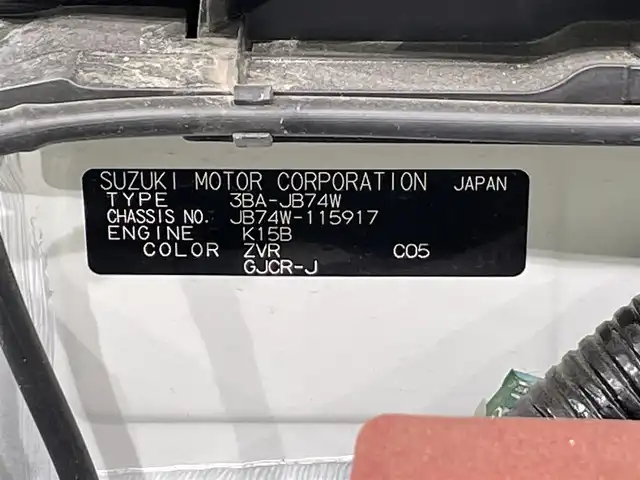 SUZUKI MOTOR CORPORATION JAPAN
TYPE 3BA-JB74W
CHASSIS NO. JB74W-115917
ENGINE K15B
COLOR ZVR C05
GJCR-J